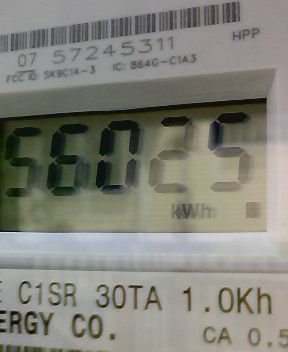 07 57245311
HPP
FCC ID: SK9C1A-3 IC: 864G-C1A3
56025
kWh
C1SR 30TA 1.0Kh
ERGY CO.
CA 0.5